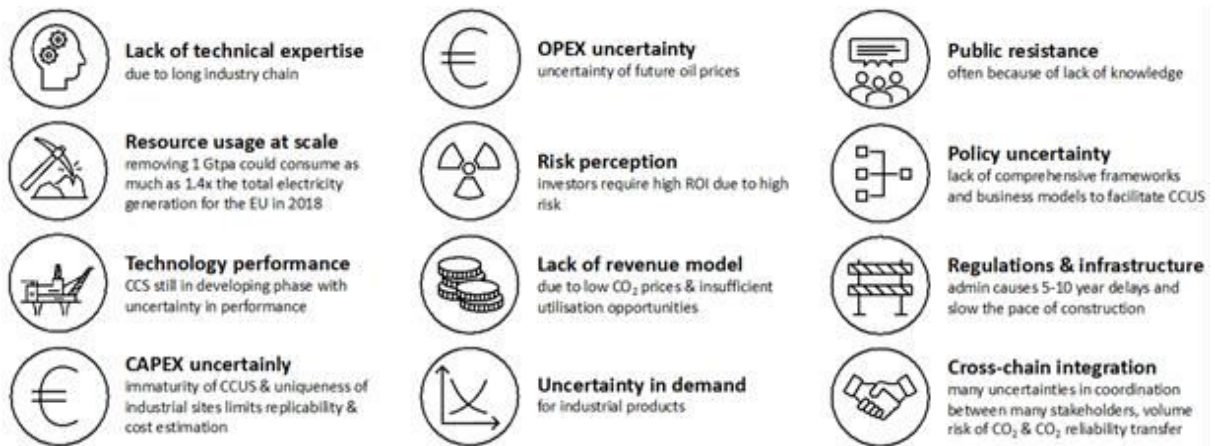 Lack of technical expertise
due to long industry chain
Resource usage at scale
removing 1 Gtpa could consume as
much as 1.4x the total electricity
generation for the EU in 2018
Technology performance
CCS still in developing phase with
uncertainty in performance
CAPEX uncertainly
immaturity of CCUS & uniqueness of
industrial sites limits replicability &
cost estimation
OPEX uncertainty
uncertainty of future oil prices
Risk perception
investors require high ROI due to high
risk
Lack of revenue model
due to low CO₂ prices & insufficient
utilisation opportunities
Uncertainty in demand
for industrial products
Public resistance
often because of lack of knowledge
Policy uncertainty
lack of comprehensive frameworks
and business models to facilitate CCUS
Regulations & infrastructure
admin causes 5-10 year delays and
slow the pace of construction
Cross-chain integration
many uncertainties in coordination
between many stakeholders, volume
risk of CO₂ & CO₂ reliability transfer